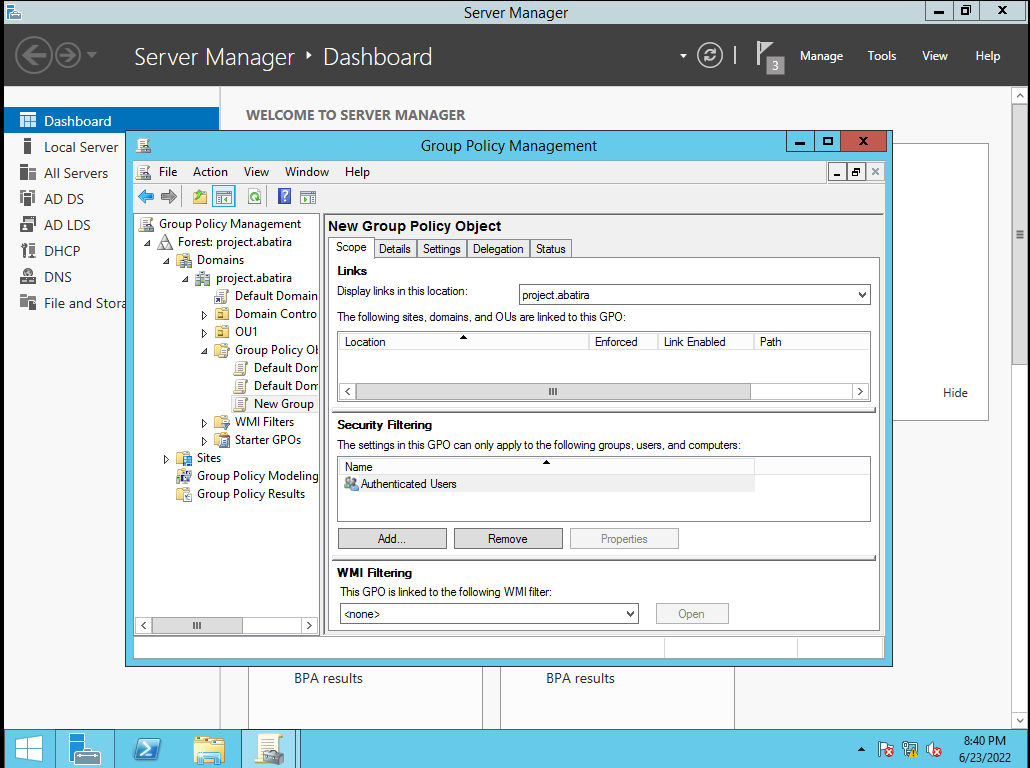 Server Manager
Server Manager Dashboard
3
Manage Tools View Help
Dashboard
Local Server
All Servers
AD DS
AD LDS
DHCP
DNS
File and Stora
WELCOME TO SERVER MANAGER
Hide
Group Policy Management
File Action View Window Help
Group Policy Management
Forest: project.abatira
Domains
project.abatira
Default Domain
Domain Contro
OU1
Group Policy Ob
Default Dom
Default Dom
New Group
WMI Filters
Starter GPOs
Sites
Group Policy Modeling
Group Policy Results
New Group Policy Object
Scope Details Settings Delegation Status
Links
Display links in this location: project.abatira
The following sites, domains, and OUs are linked to this GPO:
Location Enforced Link Enabled Path
Security Filtering
The settings in this GPO can only apply to the following groups, users, and computers:
Name
Authenticated Users
Add... Remove Properties
WMI Filtering
This GPO is linked to the following WMI filter:
<none> Open
BPA results BPA results
8:40 PM
6/23/2022